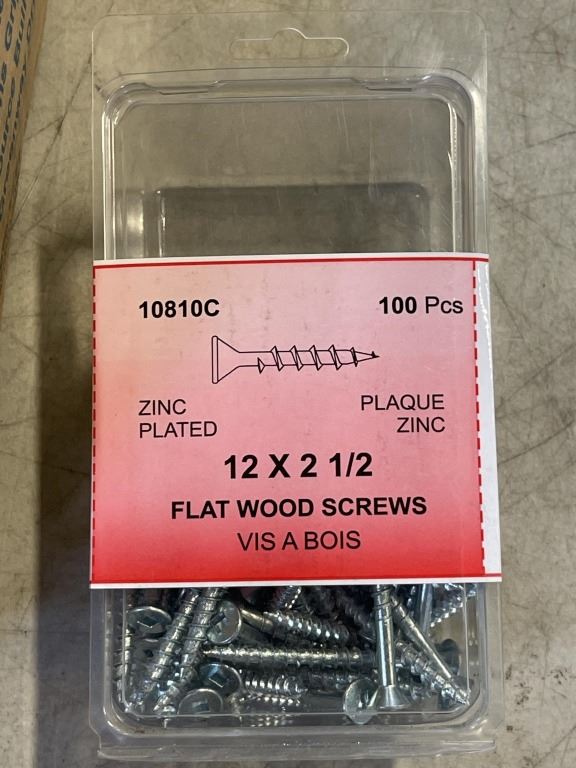 10810C
100 Pcs
ZINC
PLATED
PLAQUE
ZINC
12 X 2 1/2
FLAT WOOD SCREWS
VIS A BOIS